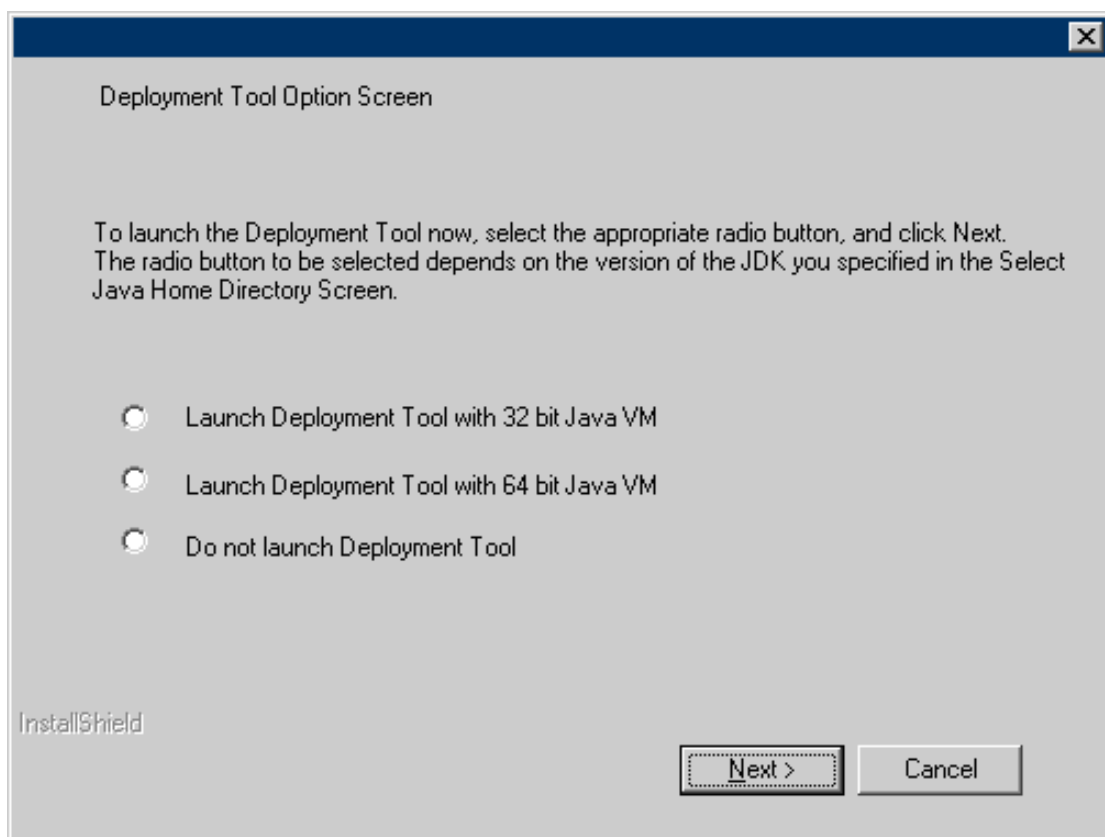 Deployment Tool Option Screen
To launch the Deployment Tool now, select the appropriate radio button, and click Next.
The radio button to be selected depends on the version of the JDK you specified in the Select
Java Home Directory Screen.
Launch Deployment Tool with 32 bit Java VM
Launch Deployment Tool with 64 bit Java VM
Do not launch Deployment Tool
InstallShield
Next >
Cancel